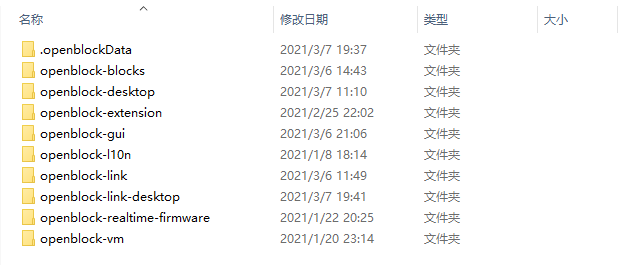 名称 修改日期 类型 大小
.openblockData 2021/3/7 19:37 文件夹
openblock-blocks 2021/3/6 14:43 文件夹
openblock-desktop 2021/3/7 11:10 文件夹
openblock-extension 2021/2/25 22:02 文件夹
openblock-gui 2021/3/6 21:06 文件夹
openblock-l10n 2021/1/8 18:14 文件夹
openblock-link 2021/3/6 11:49 文件夹
openblock-link-desktop 2021/3/7 19:41 文件夹
openblock-realtime-firmware 2021/1/22 20:25 文件夹
openblock-vm 2021/1/20 23:14 文件夹